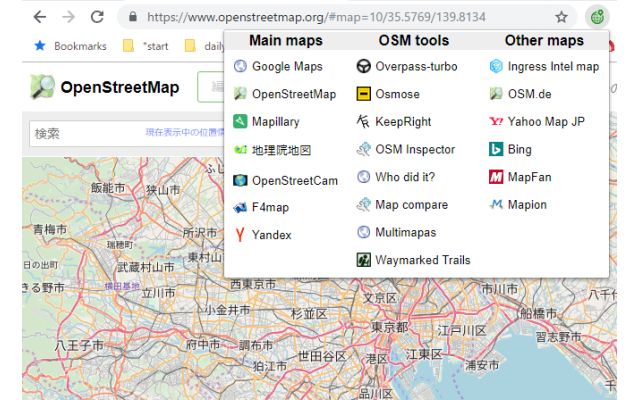 https://www.openstreetmap.org/#map=10/35.5769/139.8134
Bookmarks
"start
daily
Main maps
OSM tools
Other maps
Google Maps
Overpass-turbo
Ingress Intel map
OpenStreetMap
Osmose
OSM.de
Mapillary
KeepRight
Yahoo Map JP
地理院地図
OSM Inspector
Bing
OpenStreetCam
Who did it?
MapFan
F4map
Map compare
Mapion
Yandex
Multimapas
Waymarked Trails
OpenStreetMap
検索
現在表示中の位置情
飯能市
狭山市
ふじ
青梅市
所沢市
瑞穂町
日の出町
武蔵村山市
東村山市
きる野市
横田基地
立川市
西東京市
小金井市
杉並区
文京区
東京都
市川市
船橋市
八千代
習志野市
江戸川区
八王子市
府中市
調布市
世田谷区
港区
江東区
浦安市
狛江市